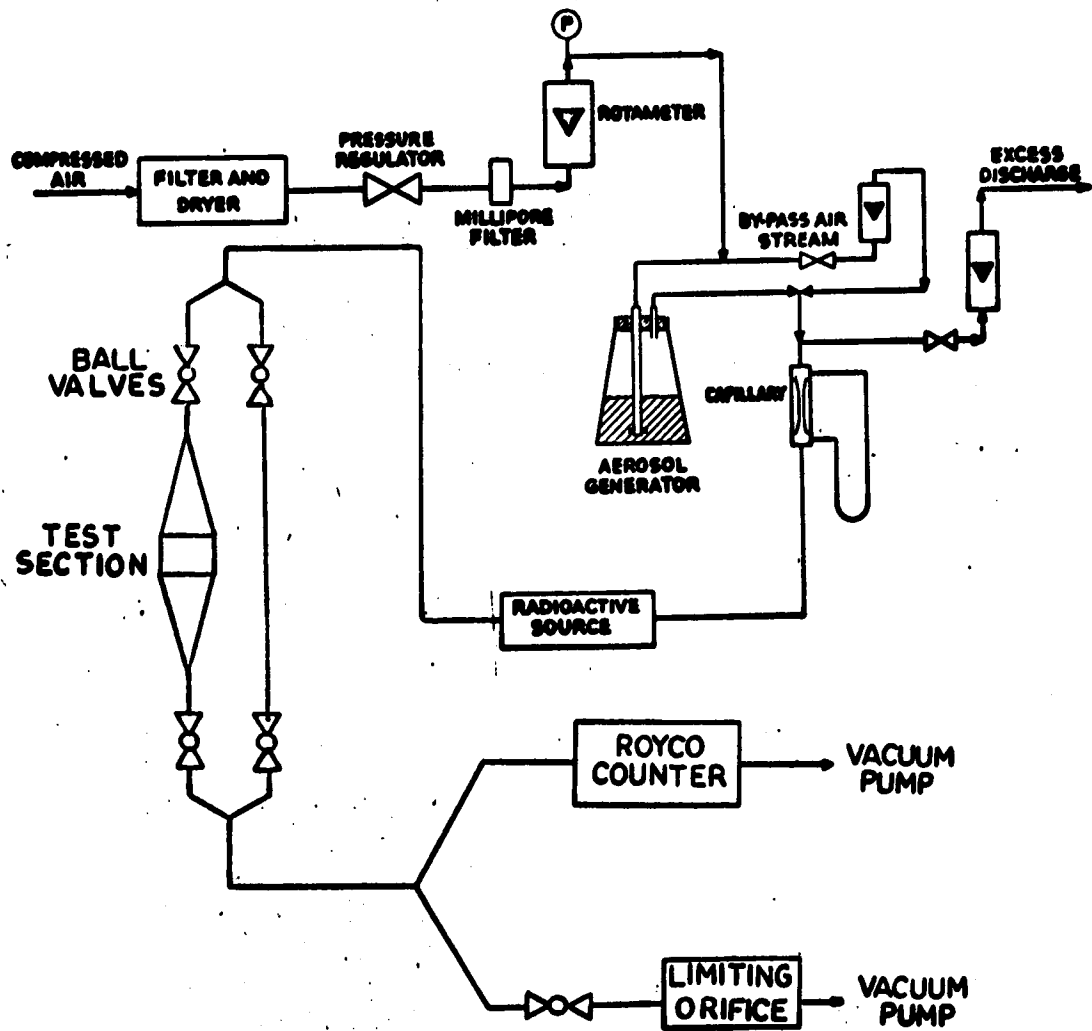 P
ROTAMETER
PRESSURE
REGULATOR
COMPRESSED
AIR
FILTER AND
DRYER
MILLIPORE
FILTER
EXCESS
DISCHARGE
BY-PASS AIR
STREAM
BALL
VALVES
CAPILLARY
AEROSOL
GENERATOR
TEST
SECTION
RADIOACTIVE
SOURCE
ROYCO
COUNTER
VACUUM
PUMP
LIMITING
ORIFICE
VACUUM
PUMP